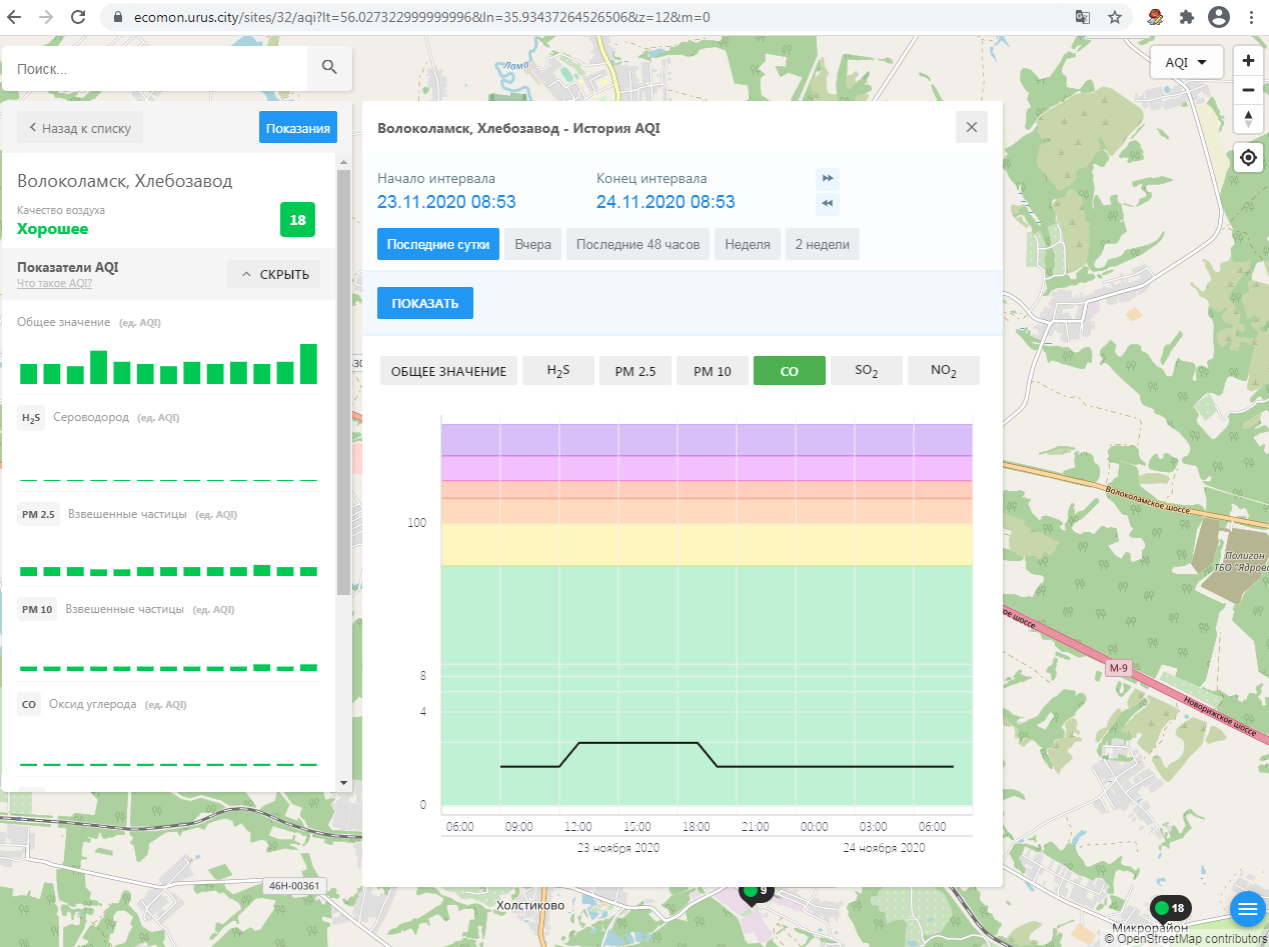 ecomon.urus.city/sites/32/aqi?lt=56.027322999999996&ln=35.93437264526506&z=12&m=0
Поиск...
AQI
Назад к списку
Показания
Волоколамск, Хлебозавод
Качество воздуха
Хорошее
18
Показатели AQI
Что такое AQI?
СКРЫТЬ
Общее значение (ед. AQI)
H2S Сероводород (ед. AQI)
PM 2.5 Взвешенные частицы (ед. AQI)
PM 10 Взвешенные частицы (ед. AQI)
CO Оксид углерода (ед. AQI)
Волоколамск, Хлебозавод - История AQI
Начало интервала
Конец интервала
23.11.2020 08:53
24.11.2020 08:53
Последние сутки
Вчера
Последние 48 часов
Неделя
2 недели
ПОКАЗАТЬ
ОБЩЕЕ ЗНАЧЕНИЕ
H2S
PM 2.5
PM 10
CO
SO2
NO2
100
8
4
0
06:00 09:00 12:00 15:00 18:00 21:00 00:00 03:00 06:00
23 ноября 2020
24 ноября 2020
Ломо
Волоколамское шоссе
Полигон
ТБО "Ядрово
ое шоссе
М-9
Новорижское шоссе
46Н-00361
Холстиково
9
18
Микрорайон
© OpenStreetMap contributors